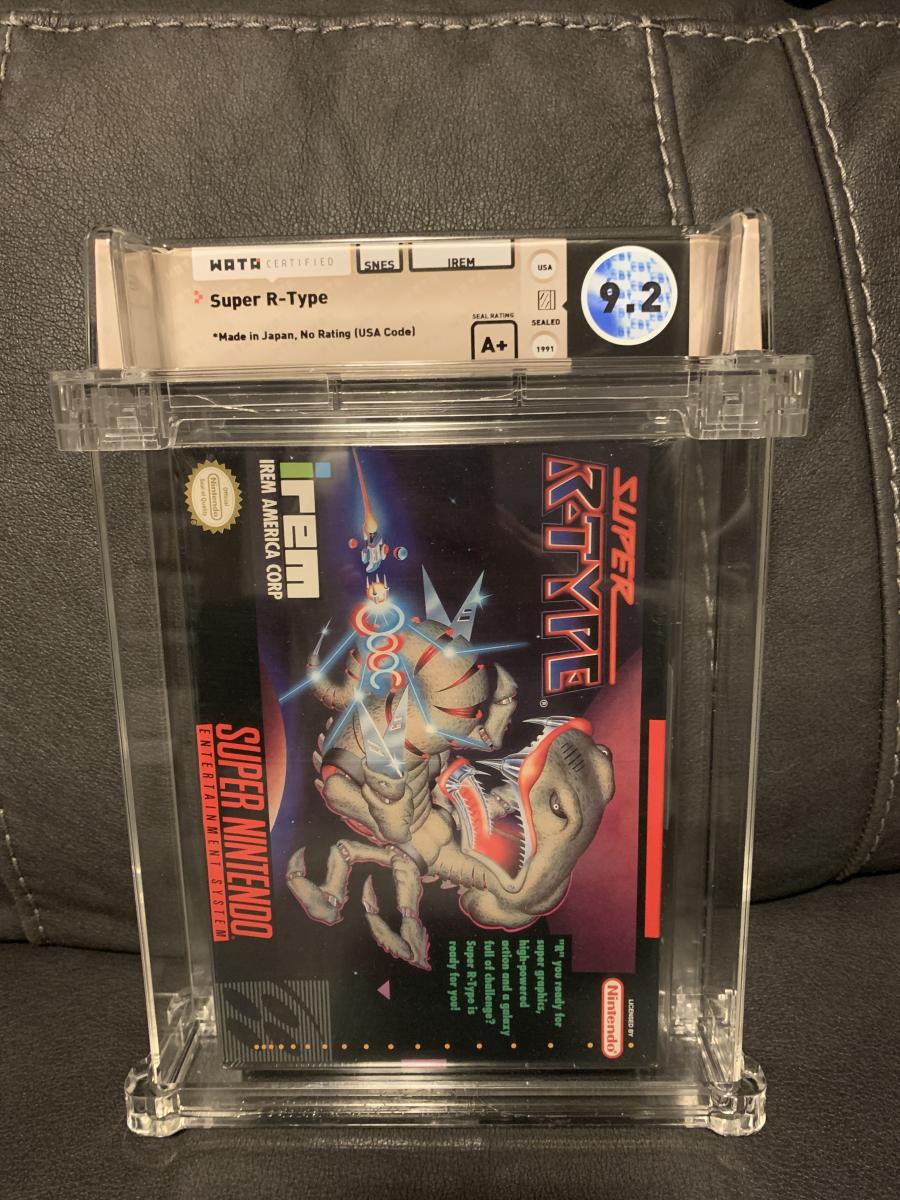 WATA CERTIFIED
SNES
IREM
USA
Super R-Type
*Made in Japan, No Rating (USA Code)
SEAL RATING
A+
SEALED
1991
9.2
SUPER
R-TYPE®
irem
IREM AMERICA CORP
Official
Nintendo
Seal of Quality
SUPER NINTENDO
ENTERTAINMENT SYSTEM
"R" you ready for
super graphics,
high-powered
action and a galaxy
full of challenge?
Super R-Type is
ready for you!
LICENSED BY
Nintendo